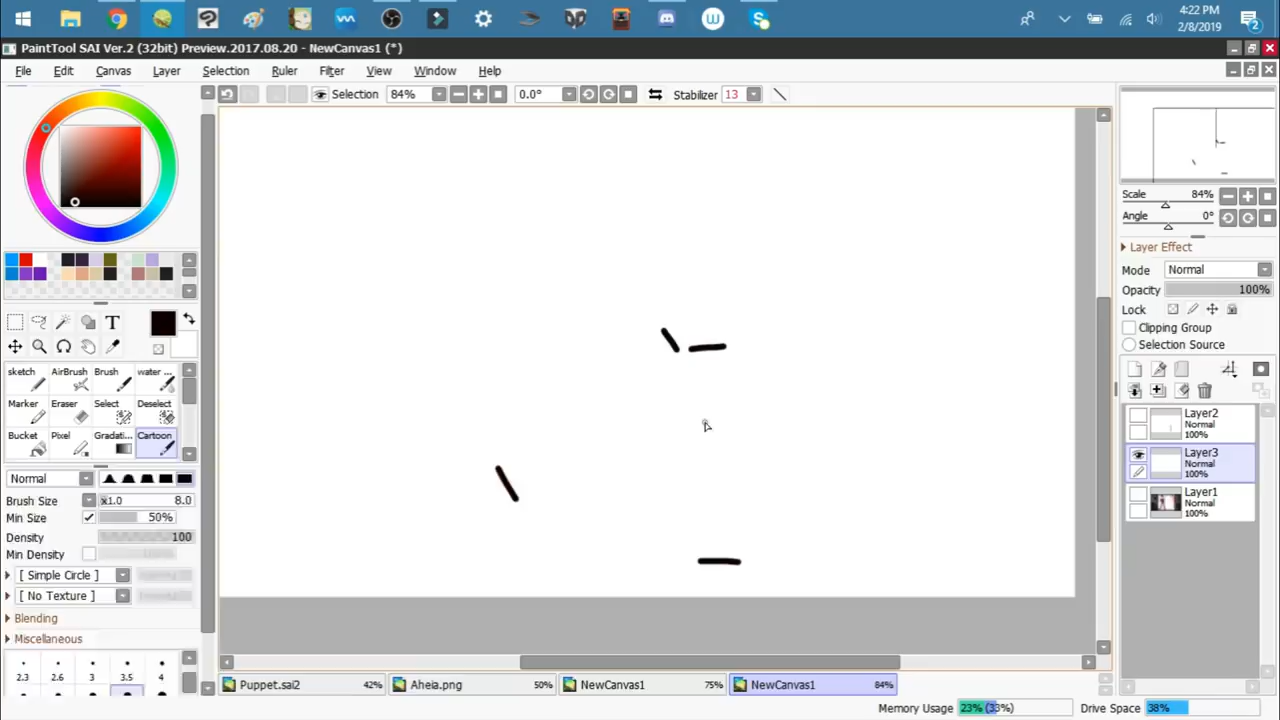 4:22 PM
2/8/2019
2
PaintTool SAI Ver.2 (32bit) Preview.2017.08.20 - NewCanvas1 (*)
File Edit Canvas Layer Selection Ruler Filter View Window Help
Selection 84% 0.0° Stabilizer 13
Scale 84%
Angle 0°
Layer Effect
Mode Normal
Opacity 100%
Lock
Clipping Group
Selection Source
T
sketch AirBrush Brush water ...
Marker Eraser Select Deselect
Bucket Pixel Gradati... Cartoon
Normal
Brush Size x1.0 8.0
Min Size 50%
Density 100
Min Density
[ Simple Circle ]
[ No Texture ]
Blending
Miscellaneous
2.3 2.6 3 3.5 4
Layer2
Normal
100%
Layer3
Normal
100%
Layer1
Normal
100%
Puppet.sai2 42% Aheia.png 50% NewCanvas1 75% NewCanvas1 84%
Memory Usage 23% (33%) Drive Space 38%